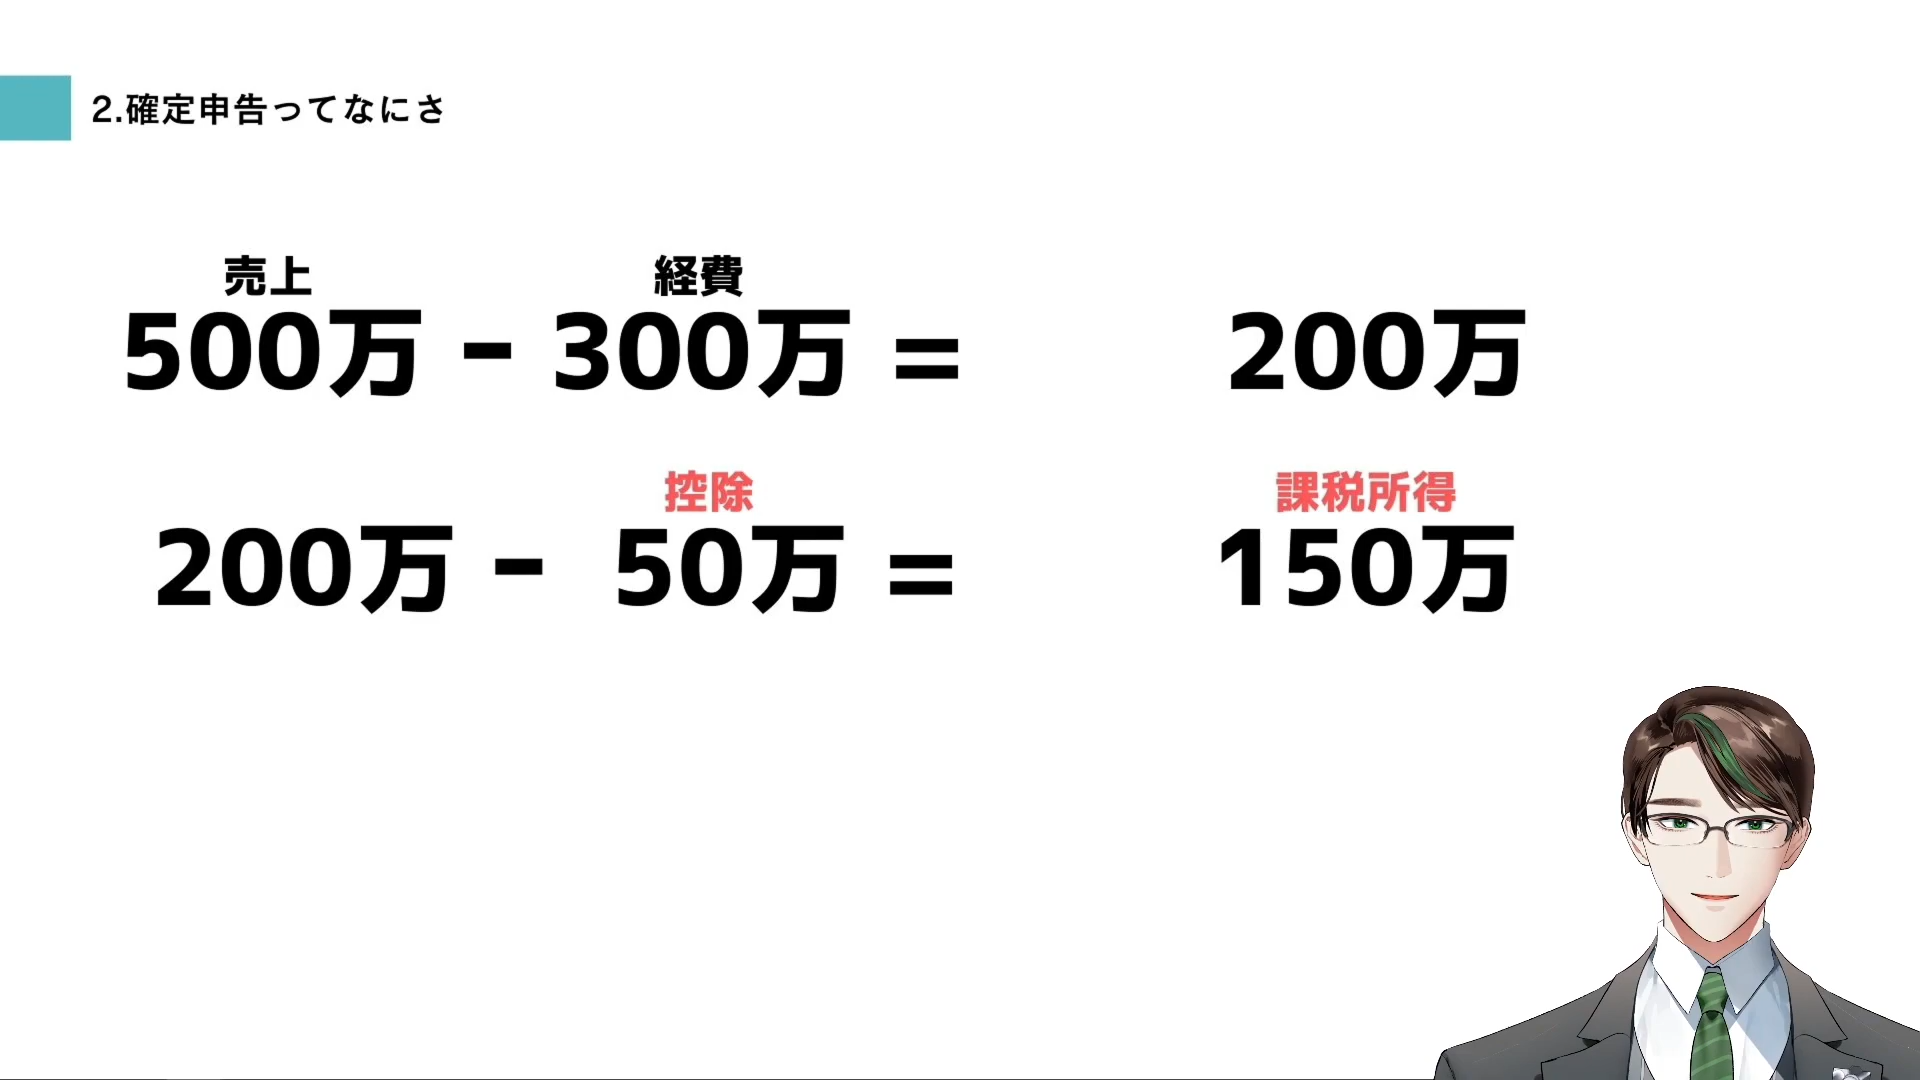 2.確定申告ってなにさ
売上 経費
500万 - 300万 = 200万
控除 課税所得
200万 - 50万 = 150万